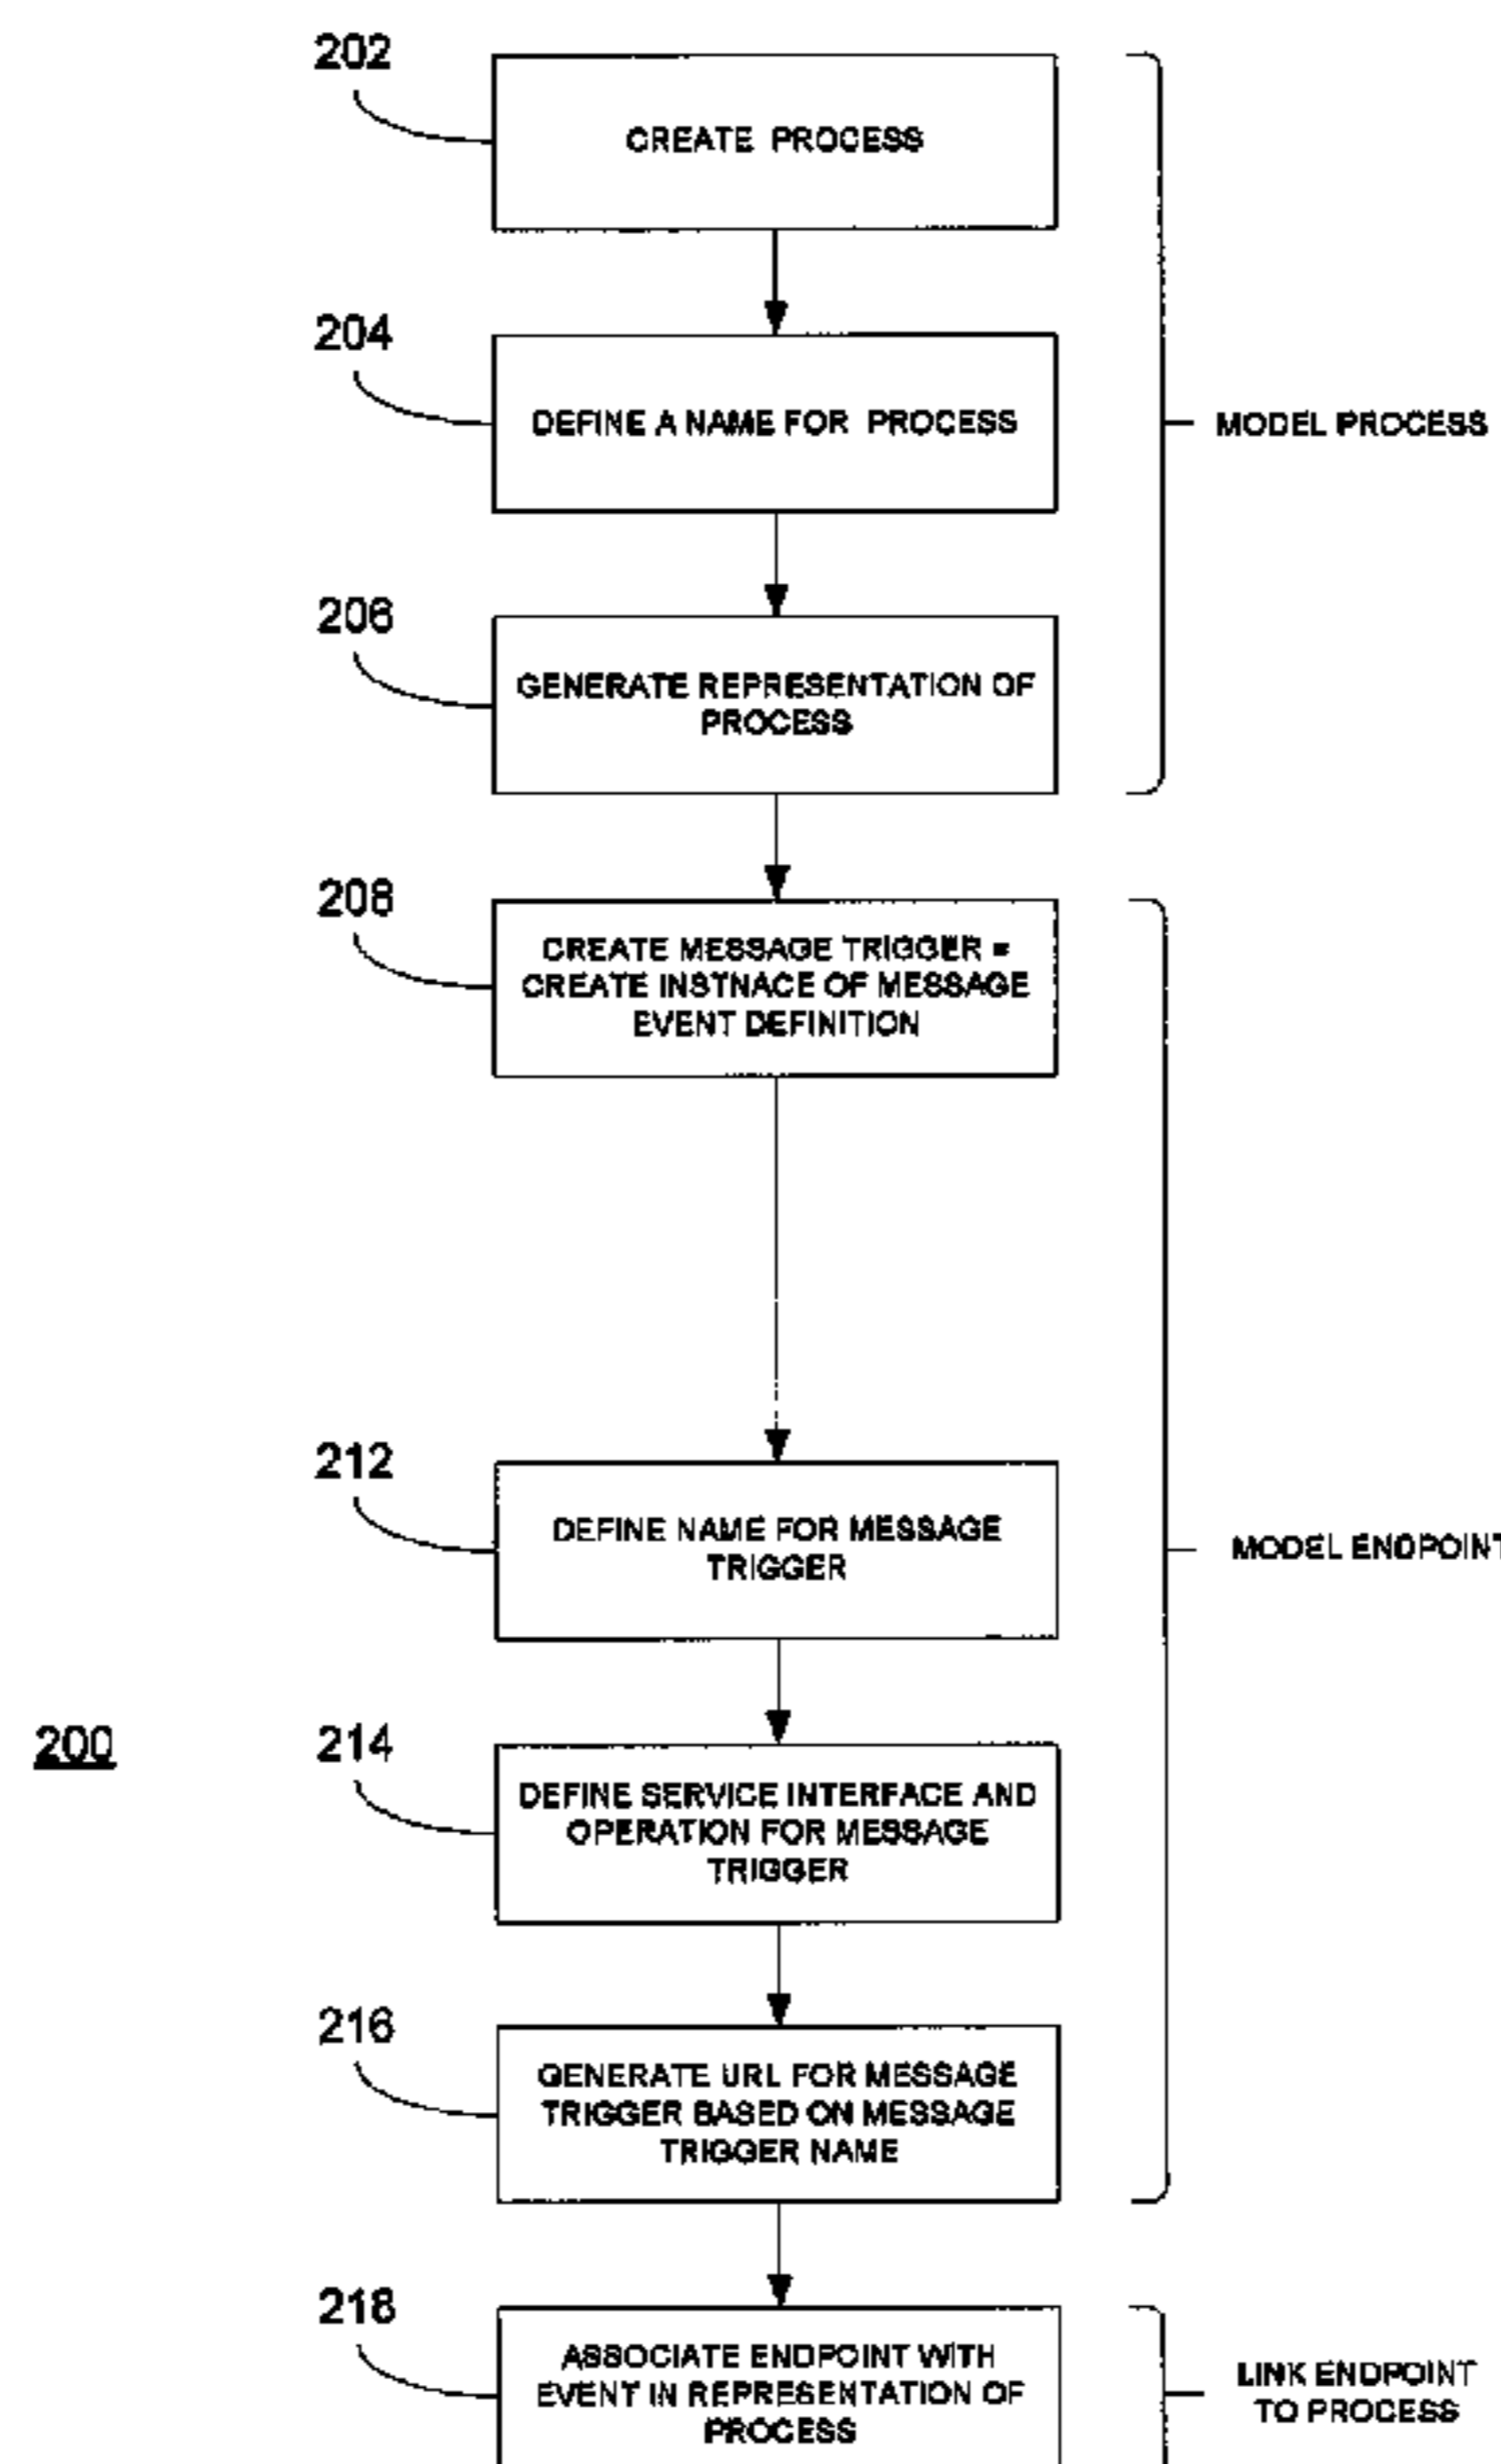 202
CREATE PROCESS
204
DEFINE A NAME FOR PROCESS
MODEL PROCESS
206
GENERATE REPRESENTATION OF
PROCESS
208
CREATE MESSAGE TRIGGER =
CREATE INSTNACE OF MESSAGE
EVENT DEFINITION
212
DEFINE NAME FOR MESSAGE
TRIGGER
MODEL ENDPOINT
200
214
DEFINE SERVICE INTERFACE AND
OPERATION FOR MESSAGE
TRIGGER
216
GENERATE URL FOR MESSAGE
TRIGGER BASED ON MESSAGE
TRIGGER NAME
218
ASSOCIATE ENDPOINT WITH
EVENT IN REPRESENTATION OF
PROCESS
LINK ENDPOINT
TO PROCESS